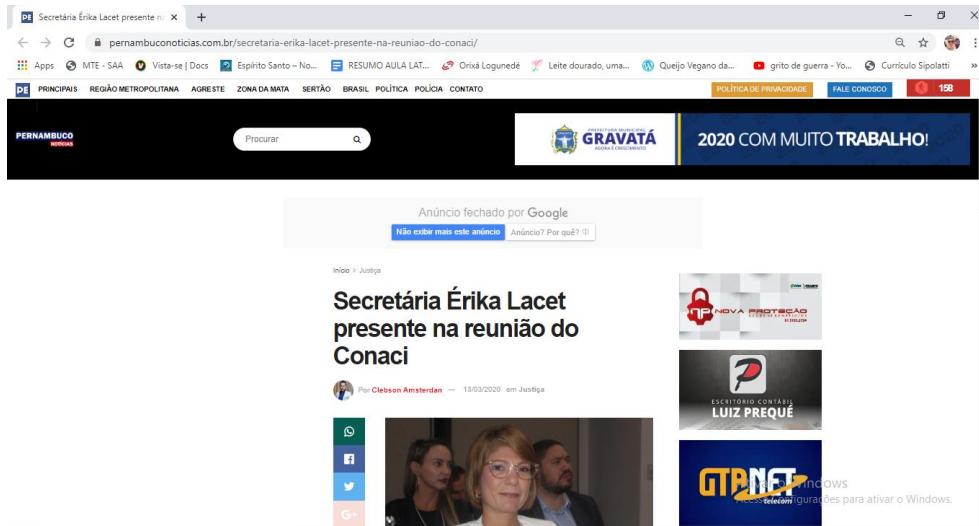 PE Secretária Érika Lacet presente n
pernambuconoticias.com.br/secretaria-erika-lacet-presente-na-reuniao-do-conaci/
Apps MTE - SAA Vista-se | Docs Espírito Santo – No... RESUMO AULA LAT... Orixá Logunedé Leite dourado, uma... Queijo Vegano da... grito de guerra - Yo... Currículo Sipolatti »
PE PRINCIPAIS REGIÃO METROPOLITANA AGRESTE ZONA DA MATA SERTÃO BRASIL POLÍTICA POLÍCIA CONTATO POLÍTICA DE PRIVACIDADE FALE CONOSCO 158
PERNAMBUCO
NOTÍCIAS
Procurar
PREFEITURA MUNICIPAL
GRAVATÁ
AGORA É CRESCIMENTO
2020 COM MUITO TRABALHO!
Anúncio fechado por Google
Não exibir mais este anúncio Anúncio? Por quê?
Início > Justiça
Secretária Érika Lacet
presente na reunião do
Conaci
Por Clebson Amsterdan — 13/03/2020 em Justiça
NP NOVA PROTEÇÃO
ESCRITÓRIO CONTÁBIL
LUIZ PREQUÉ
GTBNET
telecom
Ativar o Windows
Acesse Configurações para ativar o Windows.
G+